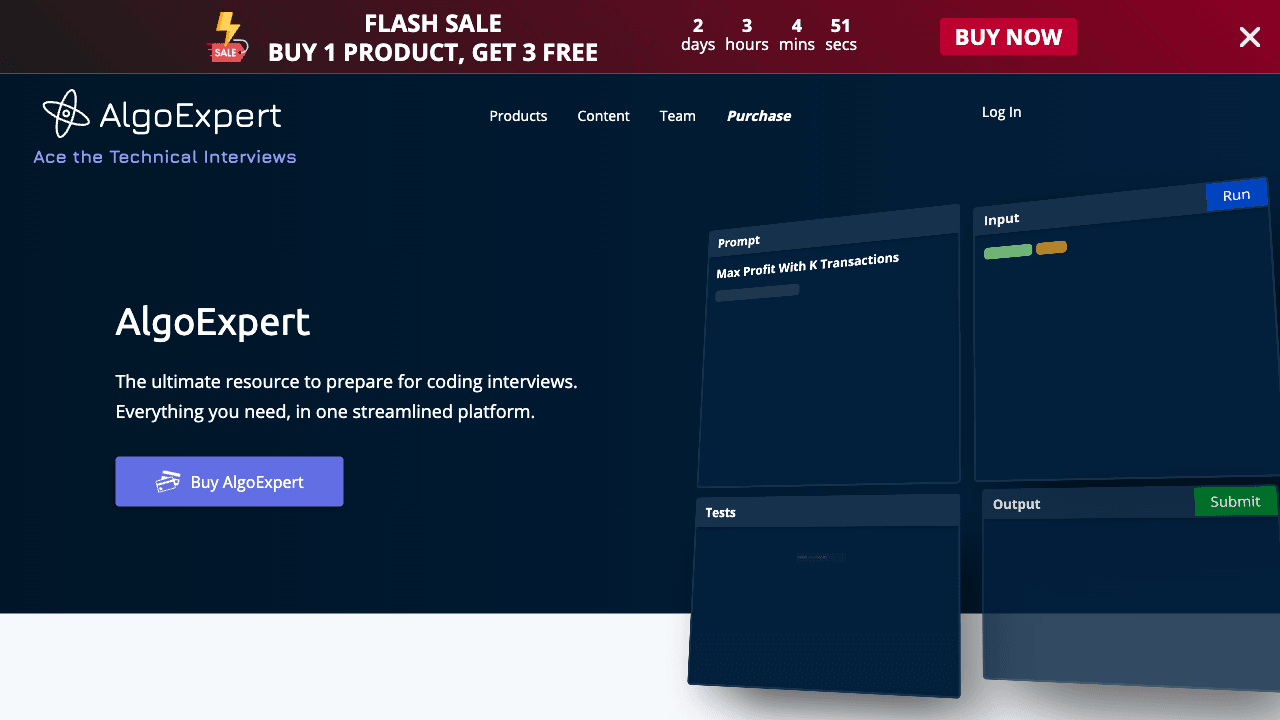 FLASH SALE
BUY 1 PRODUCT, GET 3 FREE
SALE
2 days 3 hours 4 mins 51 secs
BUY NOW
AlgoExpert
Ace the Technical Interviews
Products Content Team Purchase Log In
AlgoExpert
The ultimate resource to prepare for coding interviews.
Everything you need, in one streamlined platform.
Buy AlgoExpert
Prompt
Max Profit With K Transactions
Input
Run
Tests
Output
Submit